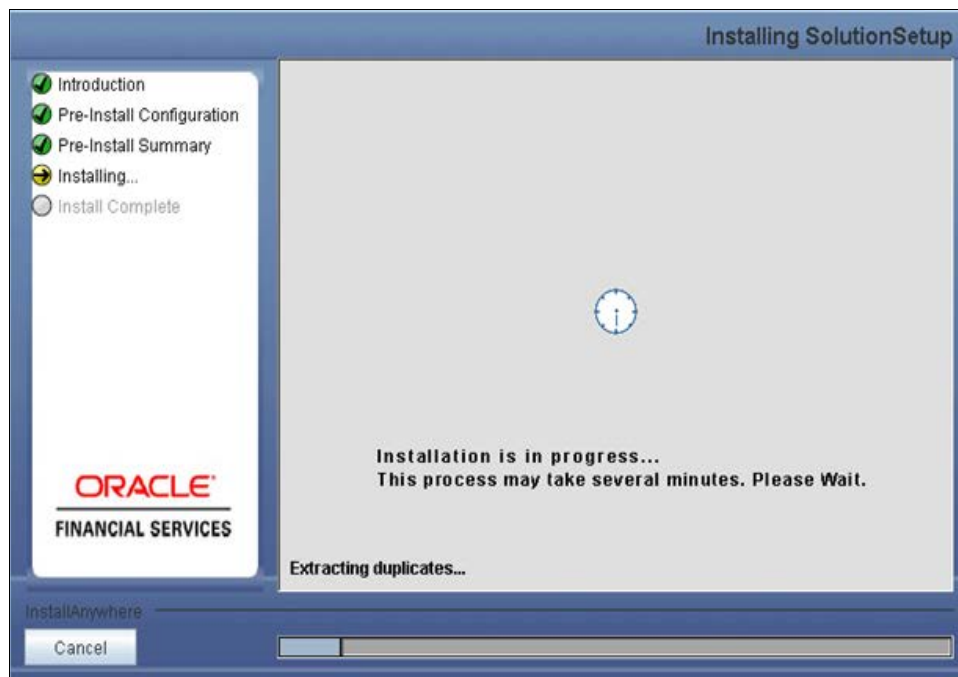 Installing SolutionSetup
Introduction
Pre-Install Configuration
Pre-Install Summary
Installing...
Install Complete
ORACLE
FINANCIAL SERVICES
Installation is in progress...
This process may take several minutes. Please Wait.
Extracting duplicates...
InstallAnywhere
Cancel